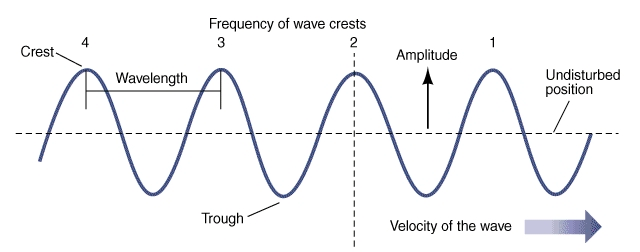 Frequency of wave crests
4 3 2 1
Crest
Amplitude
Wavelength
Undisturbed
position
Trough
Velocity of the wave